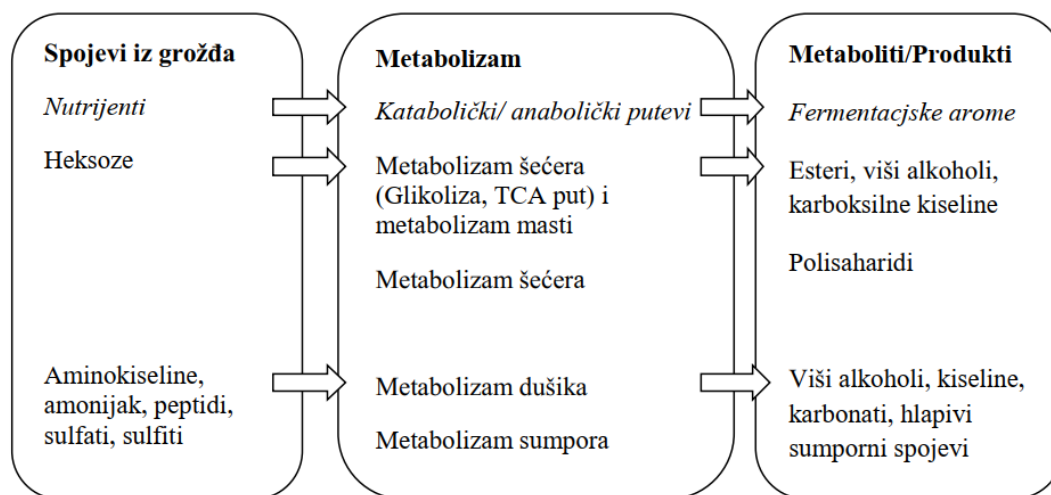 Spojevi iz grožđa
Nutrijenti
Heksoze
Aminokiseline,
amonijak, peptidi,
sulfati, sulfiti
Metabolizam
Katabolički/ anabolički putevi
Metabolizam šećera
(Glikoliza, TCA put) i
metabolizam masti
Metabolizam šećera
Metabolizam dušika
Metabolizam sumpora
Metaboliti/Produkti
Fermentacjske arome
Esteri, viši alkoholi,
karboksilne kiseline
Polisaharidi
Viši alkoholi, kiseline,
karbonati, hlapivi
sumporni spojevi